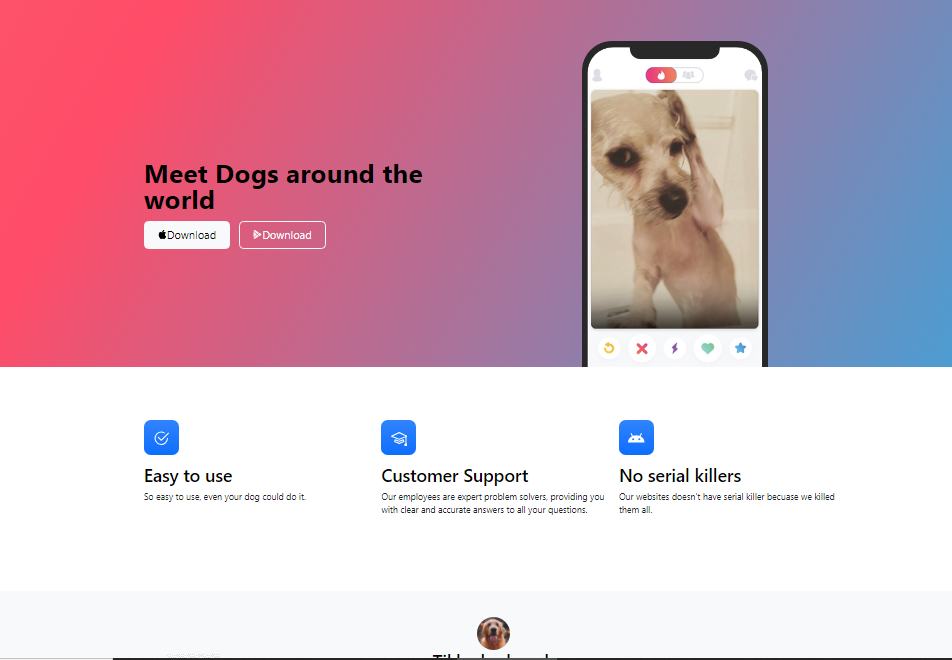 Meet Dogs around the
world
Download
Download
Easy to use
So easy to use, even your dog could do it.
Customer Support
Our employees are expert problem solvers, providing you
with clear and accurate answers to all your questions.
No serial killers
Our websites doesn't have serial killer becuase we killed
them all.